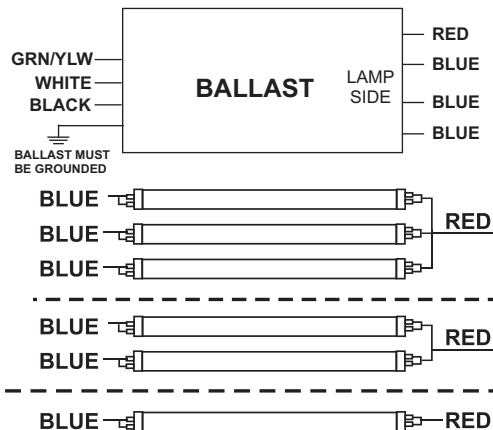 GRN/YLW
WHITE
BLACK
BALLAST MUST
BE GROUNDED
BALLAST
LAMP
SIDE
RED
BLUE
BLUE
BLUE
BLUE
BLUE
BLUE
RED
BLUE
BLUE
RED
BLUE
RED